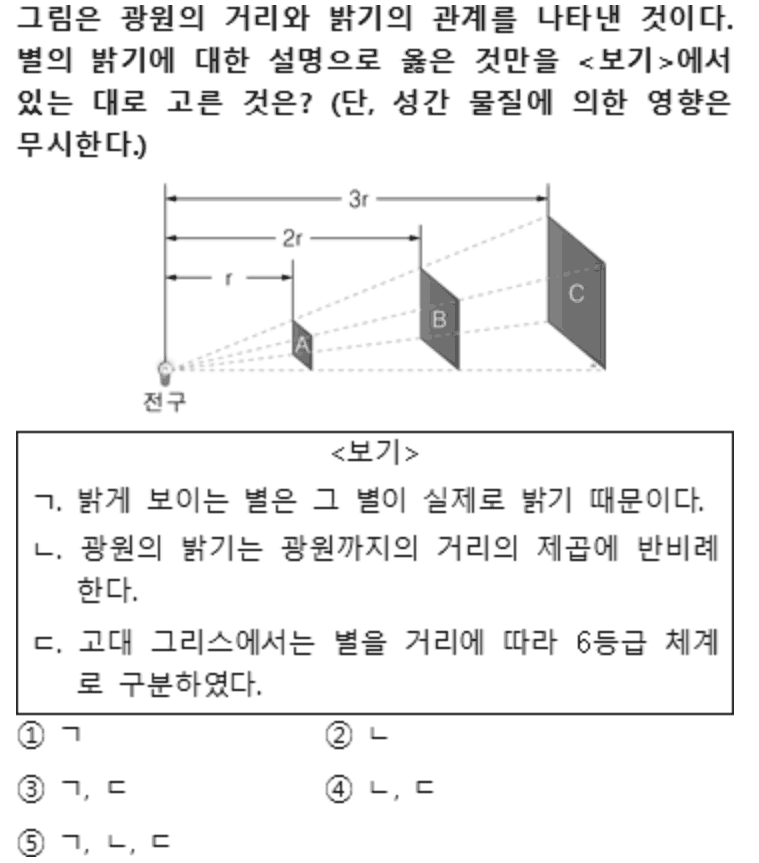 그림은 광원의 거리와 밝기의 관계를 나타낸 것이다.
별의 밝기에 대한 설명으로 옳은 것만을 <보기>에서
있는 대로 고른 것은? (단, 성간 물질에 의한 영향은
무시한다.)
3r
2r
r
A
B
C
전구
<보기>
ㄱ. 밝게 보이는 별은 그 별이 실제로 밝기 때문이다.
ㄴ. 광원의 밝기는 광원까지의 거리의 제곱에 반비례
한다.
ㄷ. 고대 그리스에서는 별을 거리에 따라 6등급 체계
로 구분하였다.
① ㄱ ② ㄴ
③ ㄱ, ㄷ ④ ㄴ, ㄷ
⑤ ㄱ, ㄴ, ㄷ